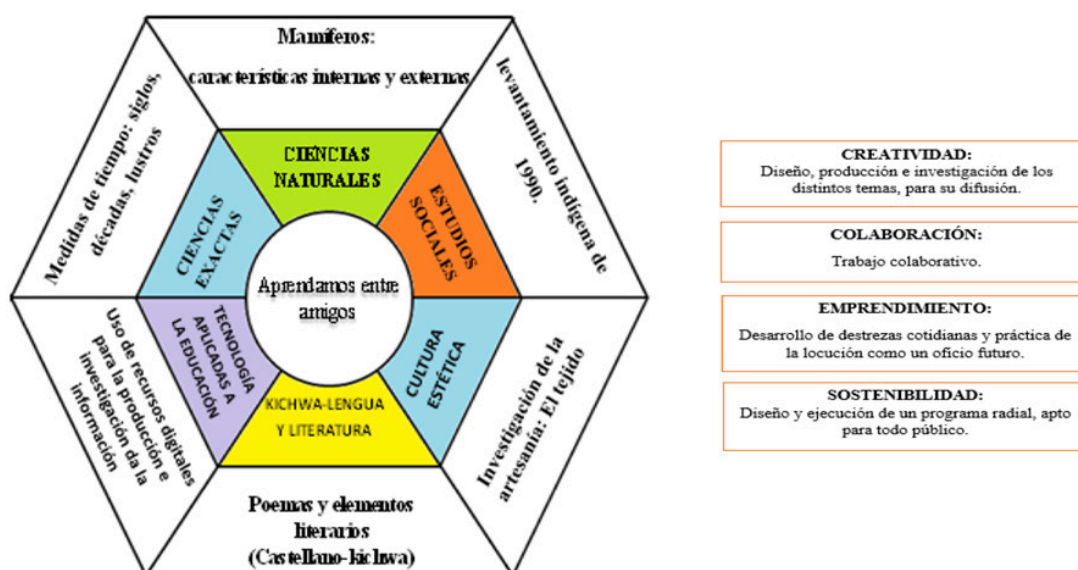 Mamíferos:
características internas y externas
levantamiento indígena de
1990.
Medidas de tiempo: siglos,
décadas, lustros
CIENCIAS
NATURALES
ESTUDIOS
SOCIALES
CIENCIAS
EXACTAS
Aprendamos entre
amigos
TECNOLOGÍA
APLICADAS A
LA EDUCACIÓN
KICHWA-LENGUA
Y LITERATURA
CULTURA
ESTÉTICA
Uso de recursos digitales
para la producción e
investigación da la
información
Investigación de la
artesanía: El tejido
Poemas y elementos
literarios
(Castellano-kichwa)
CREATIVIDAD:
Diseño, producción e investigación de los
distintos temas, para su difusión.
COLABORACIÓN:
Trabajo colaborativo.
EMPRENDIMIENTO:
Desarrollo de destrezas cotidianas y práctica de
la locución como un oficio futuro.
SOSTENIBILIDAD:
Diseño y ejecución de un programa radial, apto
para todo público.